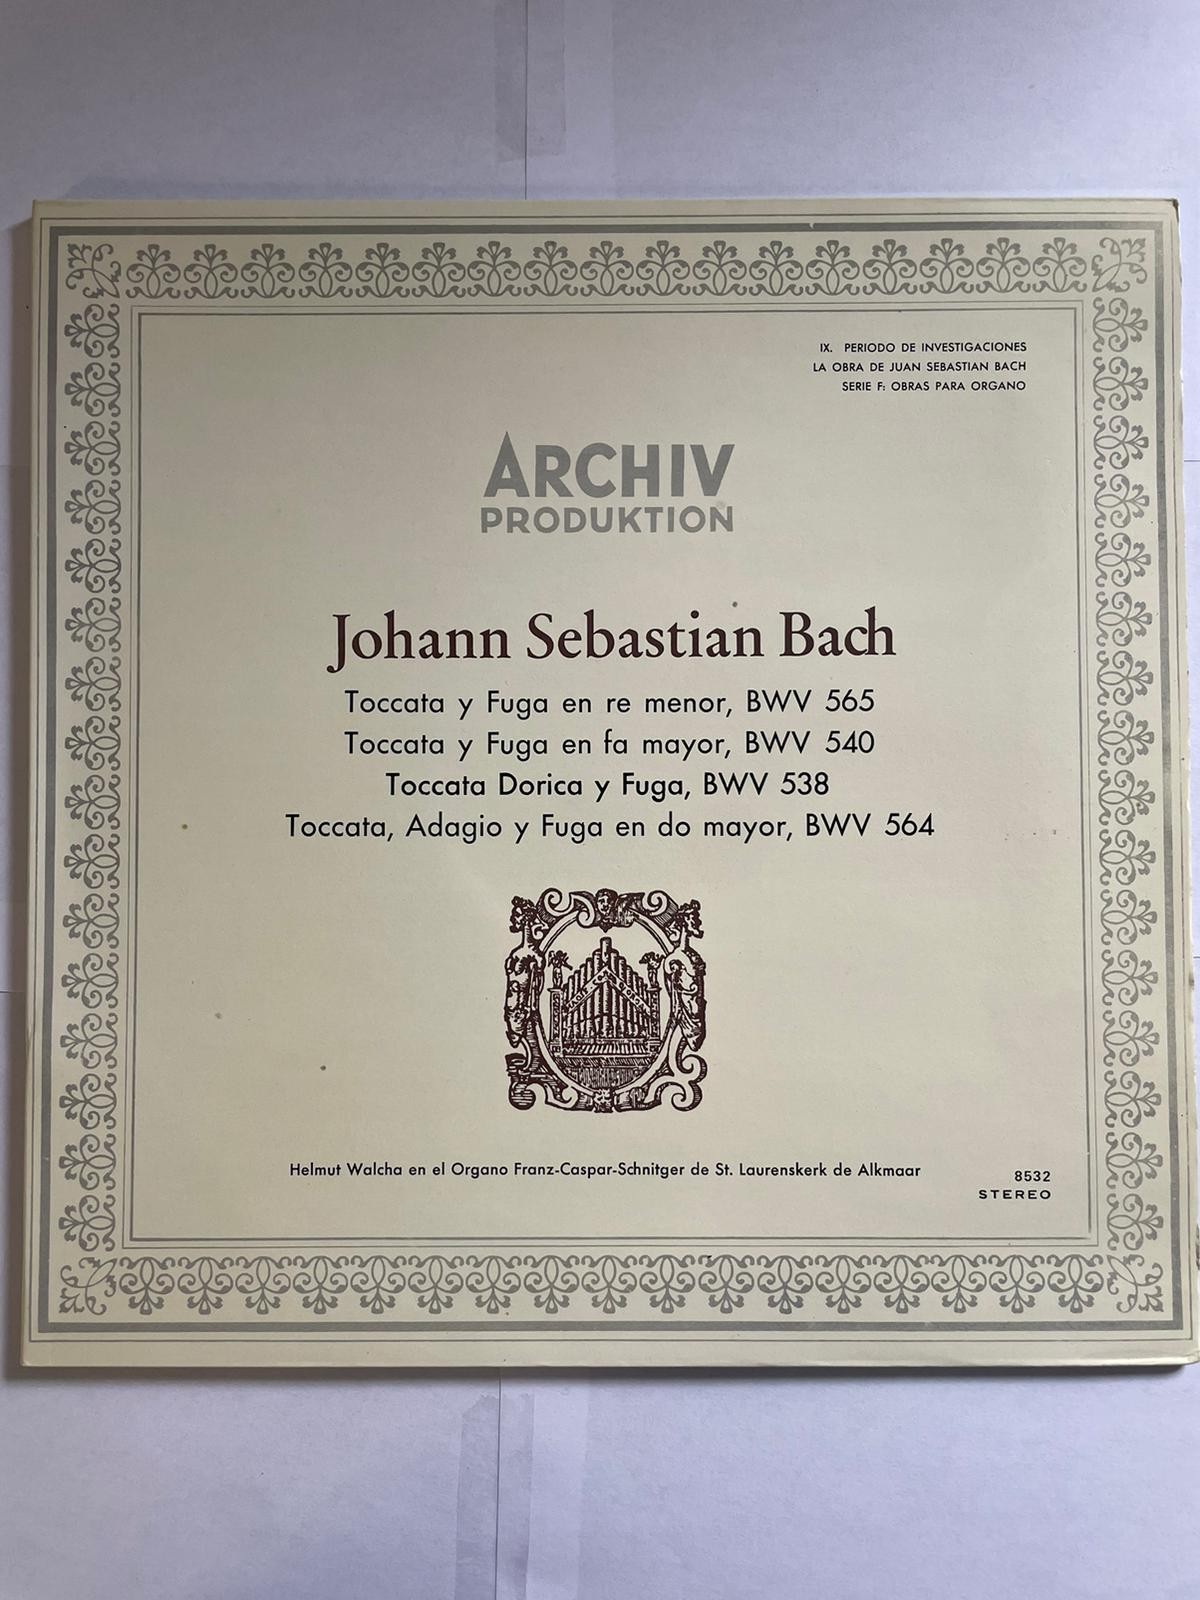 IX. PERIODO DE INVESTIGACIONES
LA OBRA DE JUAN SEBASTIAN BACH
SERIE F: OBRAS PARA ORGANO
ARCHIV
PRODUKTION
Johann Sebastian Bach
Toccata y Fuga en re menor, BWV 565
Toccata y Fuga en fa mayor, BWV 540
Toccata Dorica y Fuga, BWV 538
Toccata, Adagio y Fuga en do mayor, BWV 564
Helmut Walcha en el Organo Franz-Caspar-Schnitger de St. Laurenskerk de Alkmaar
8532
STEREO